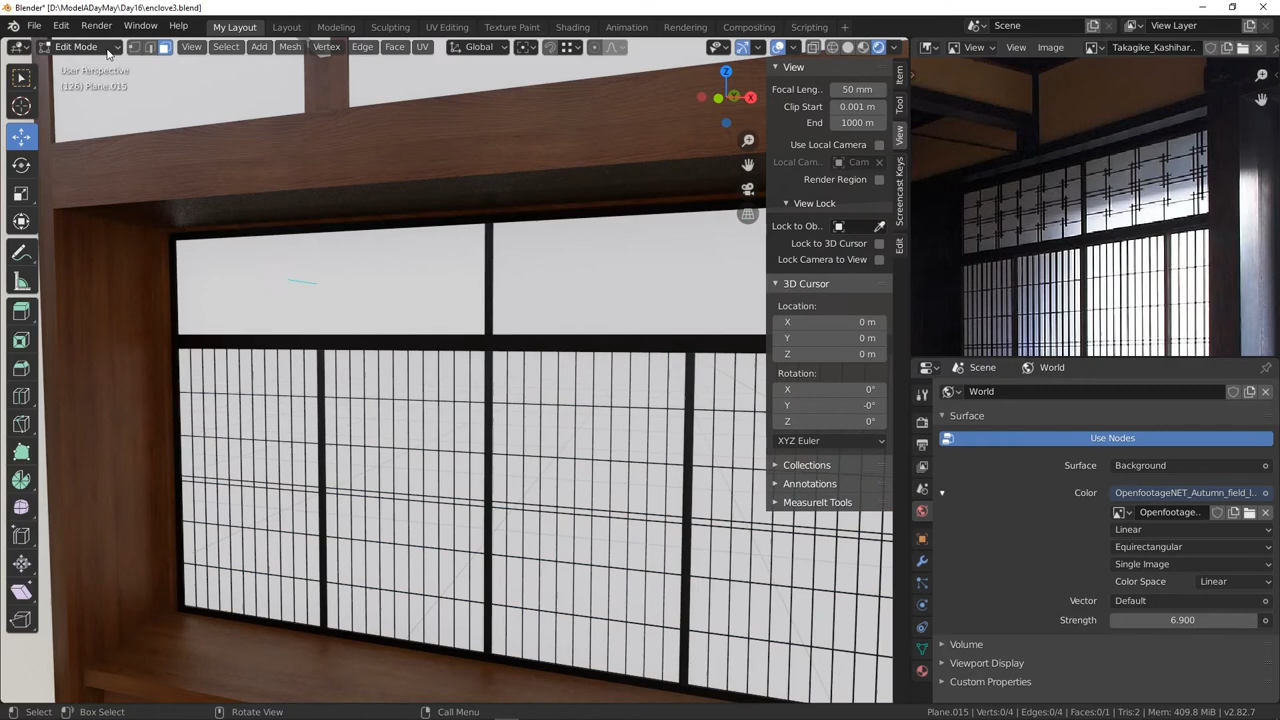 Blender* [D:\ModelADayMay\Day16\enclove3.blend]
File Edit Render Window Help My Layout Layout Modeling Sculpting UV Editing Texture Paint Shading Animation Rendering Compositing Scripting Scene View Layer
Edit Mode View Select Add Mesh Vertex Edge Face UV Global View View Image Takagike_Kashihar..
User Perspective
(126) Plane.015
View
Focal Leng.. 50 mm
Clip Start 0.001 m
End 1000 m
Use Local Camera
Local Cam.. Cam
Render Region
View Lock
Lock to Ob..
Lock to 3D Cursor
Lock Camera to View
3D Cursor
Location:
X 0 m
Y 0 m
Z 0 m
Rotation:
X 0°
Y -0°
Z 0°
XYZ Euler
Collections
Annotations
MeasureIt Tools
Item
Tool
View
Screencast Keys
Edit
Z
X
Y
Scene World
World
Surface
Use Nodes
Surface Background
Color OpenfootageNET_Autumn_field_l..
Openfootage..
Linear
Equirectangular
Single Image
Color Space Linear
Vector Default
Strength 6.900
Volume
Viewport Display
Custom Properties
Select Box Select Rotate View Call Menu Plane.015 | Verts:0/4 | Edges:0/4 | Faces:0/1 | Tris:2 | Mem: 409.8 MiB | v2.82.7